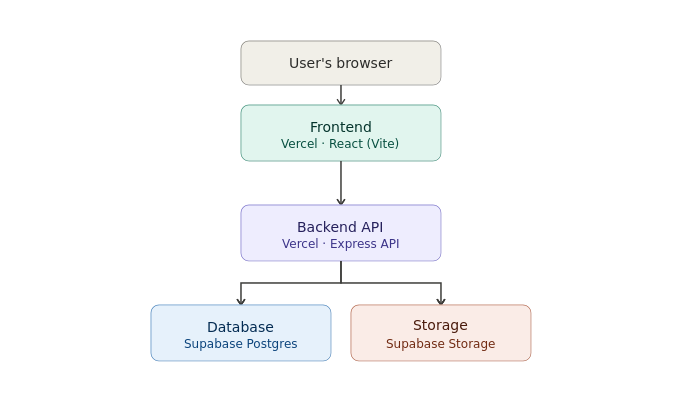 User's browser
Frontend
Vercel · React (Vite)
Backend API
Vercel · Express API
Database
Supabase Postgres
Storage
Supabase Storage